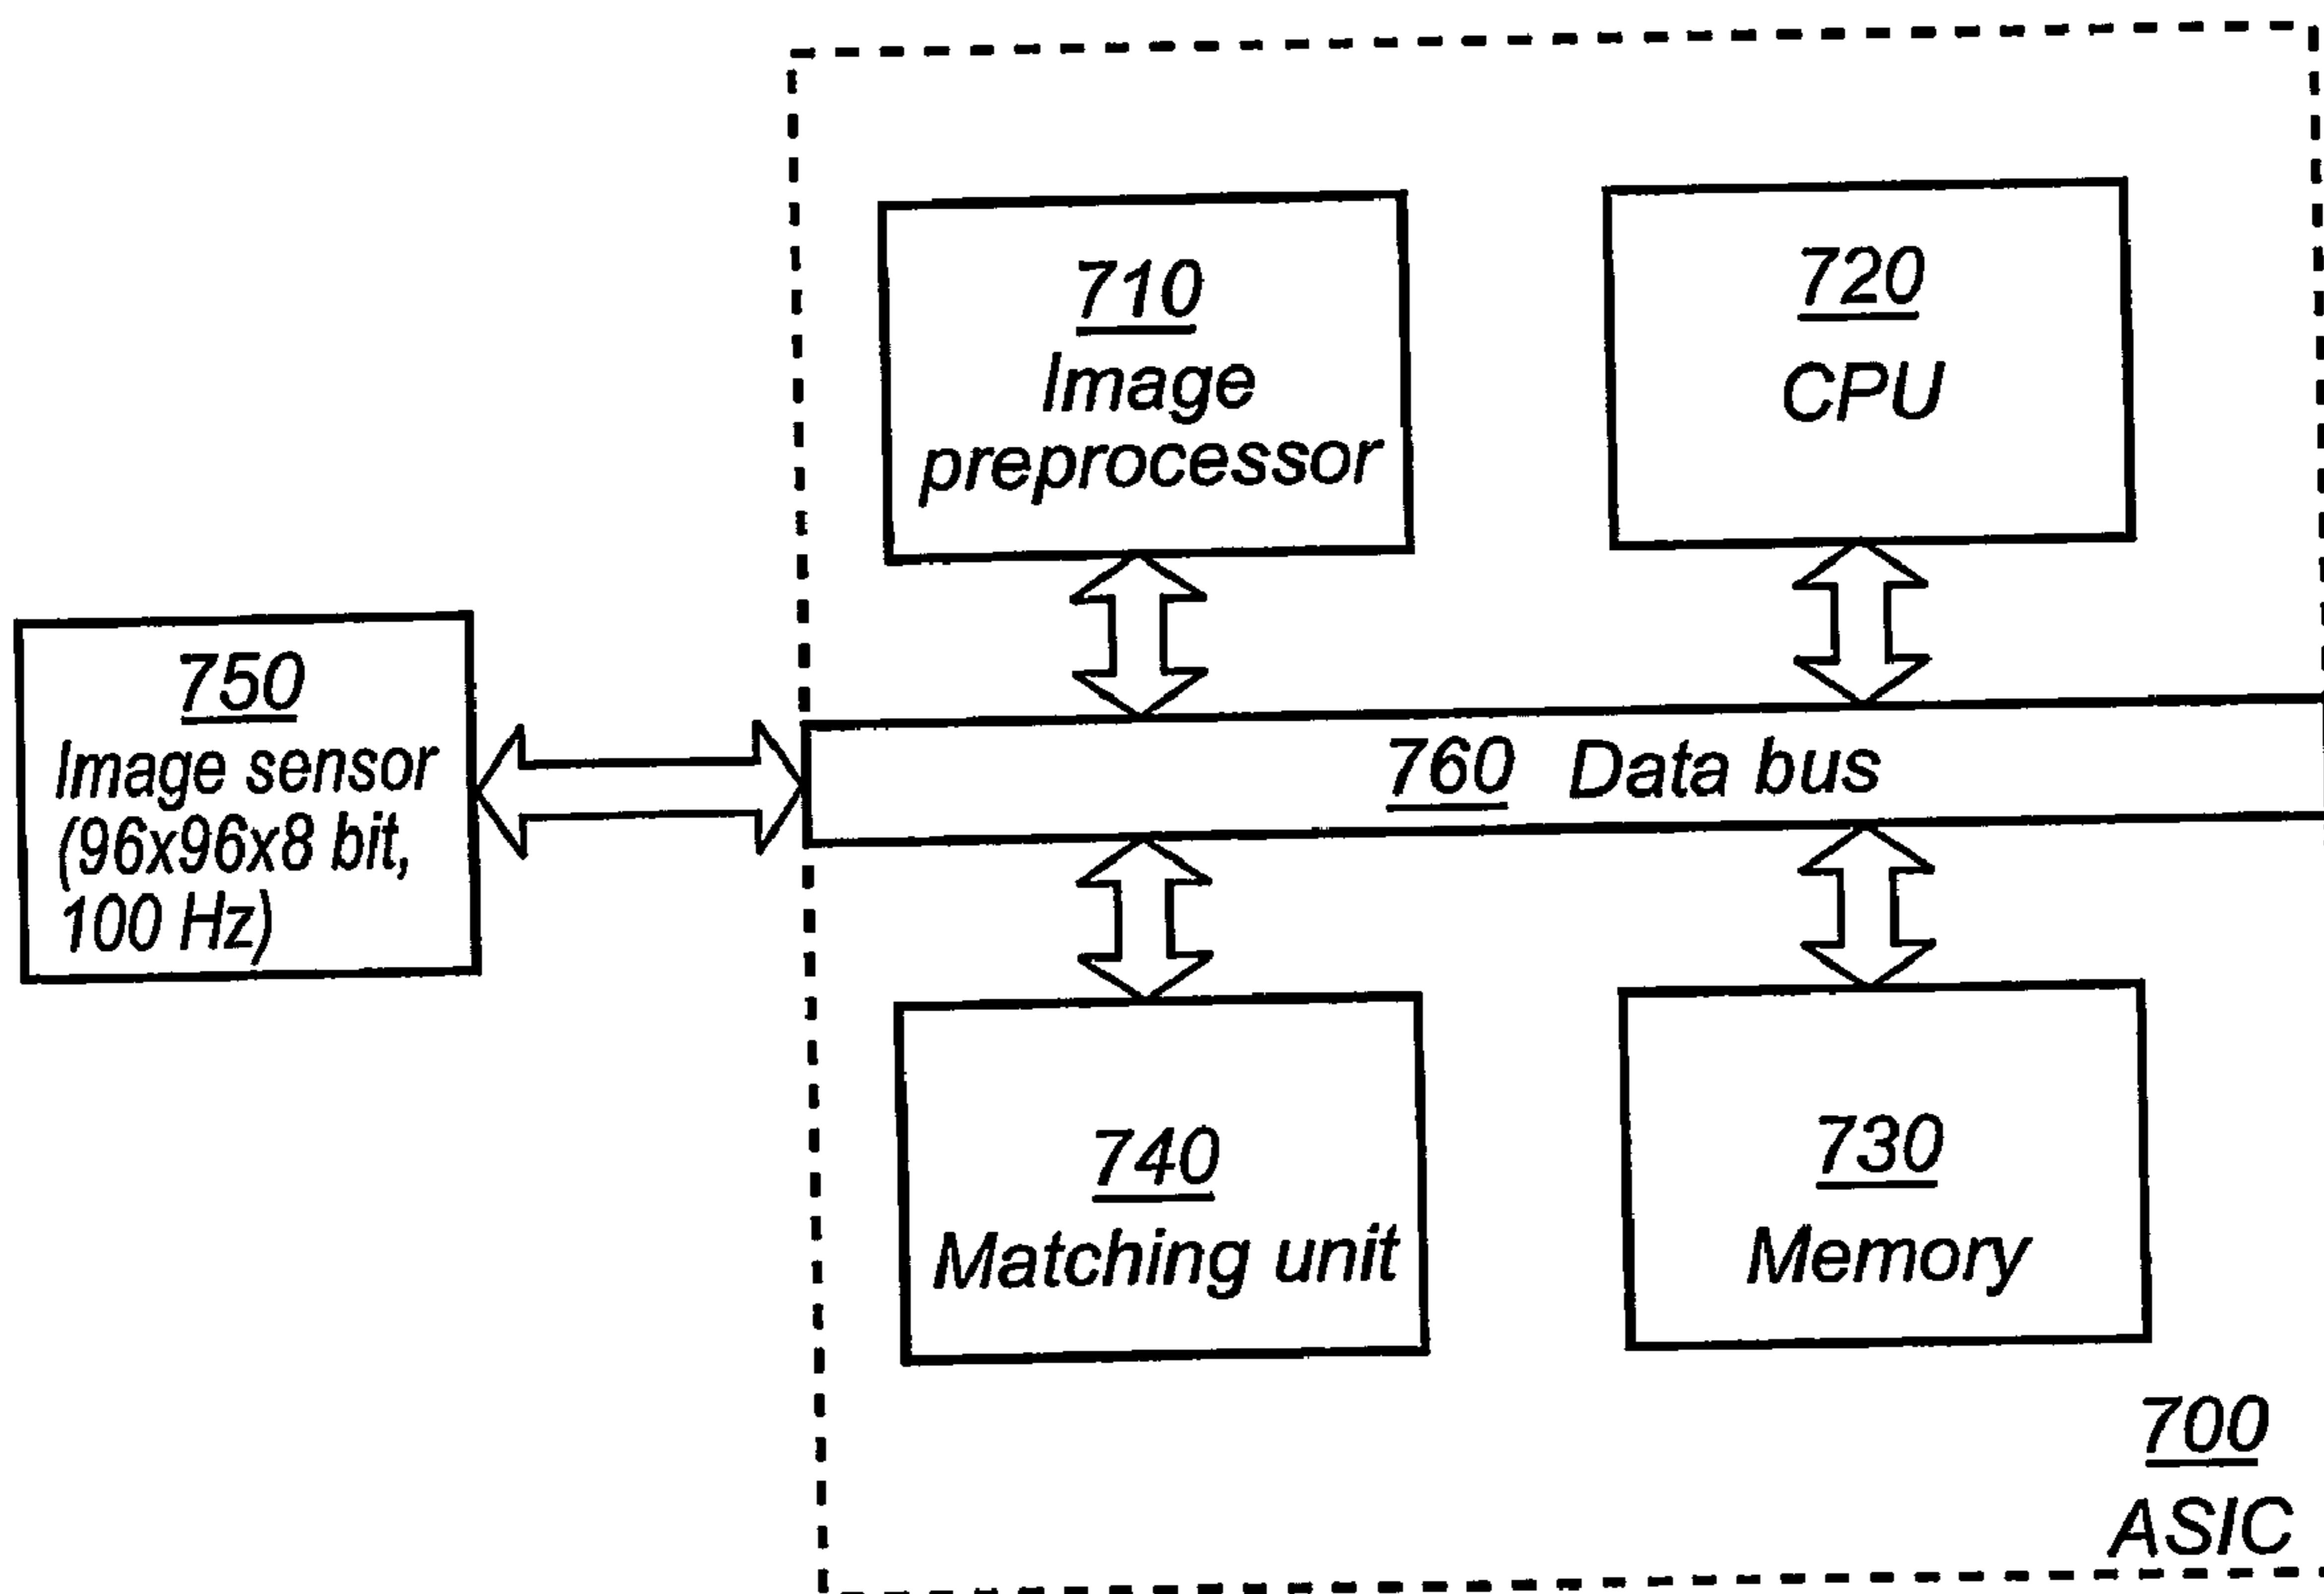 710
Image
preprocessor
720
CPU
750
Image sensor
(96x96x8 bit,
100 Hz)
760 Data bus
740
Matching unit
730
Memory
700
ASIC